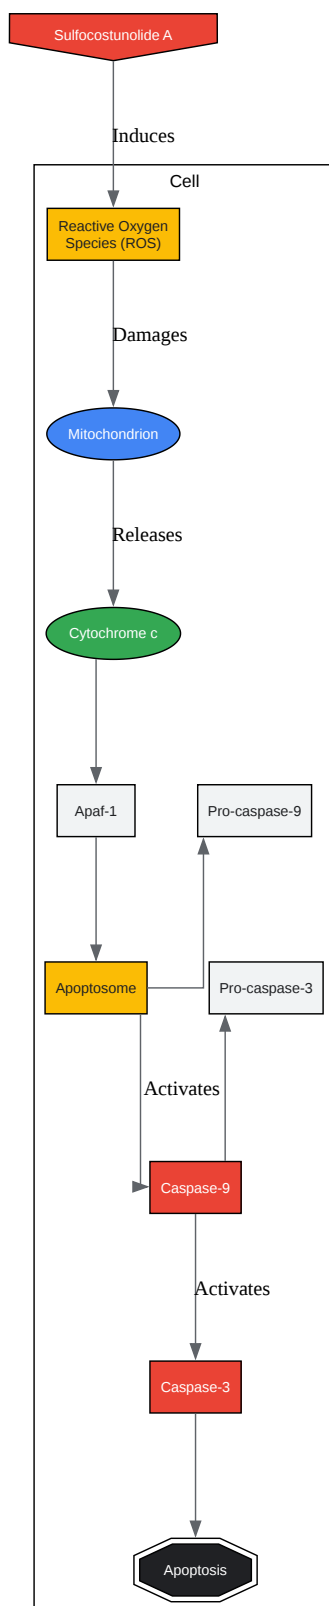 Sulfocostunolide A
Induces
Cell
Reactive Oxygen
Species (ROS)
Damages
Mitochondrion
Releases
Cytochrome c
Apaf-1
Pro-caspase-9
Apoptosome
Pro-caspase-3
Activates
Caspase-9
Activates
Caspase-3
Apoptosis